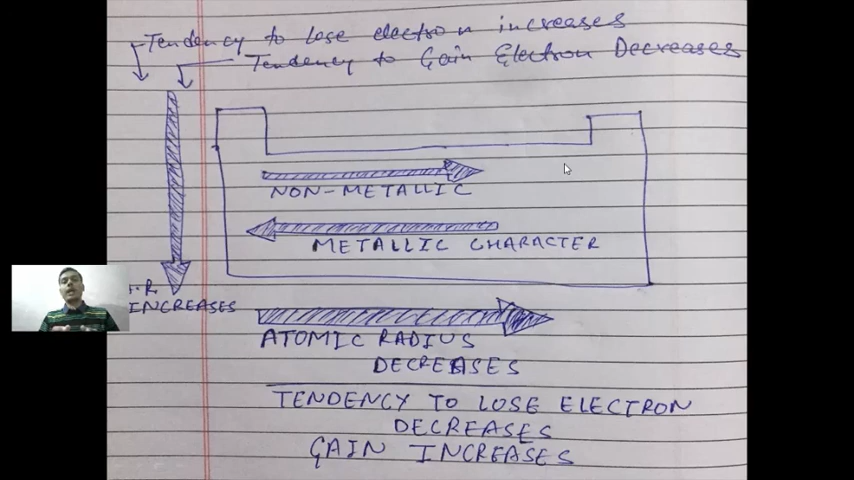 Tendency to lose electron increases
Tendency to Gain Electron Decreases
NON-METALLIC
METALLIC CHARACTER
INCREASES
ATOMIC RADIUS
DECREASES
TENDENCY TO LOSE ELECTRON
DECREASES
GAIN INCREASES